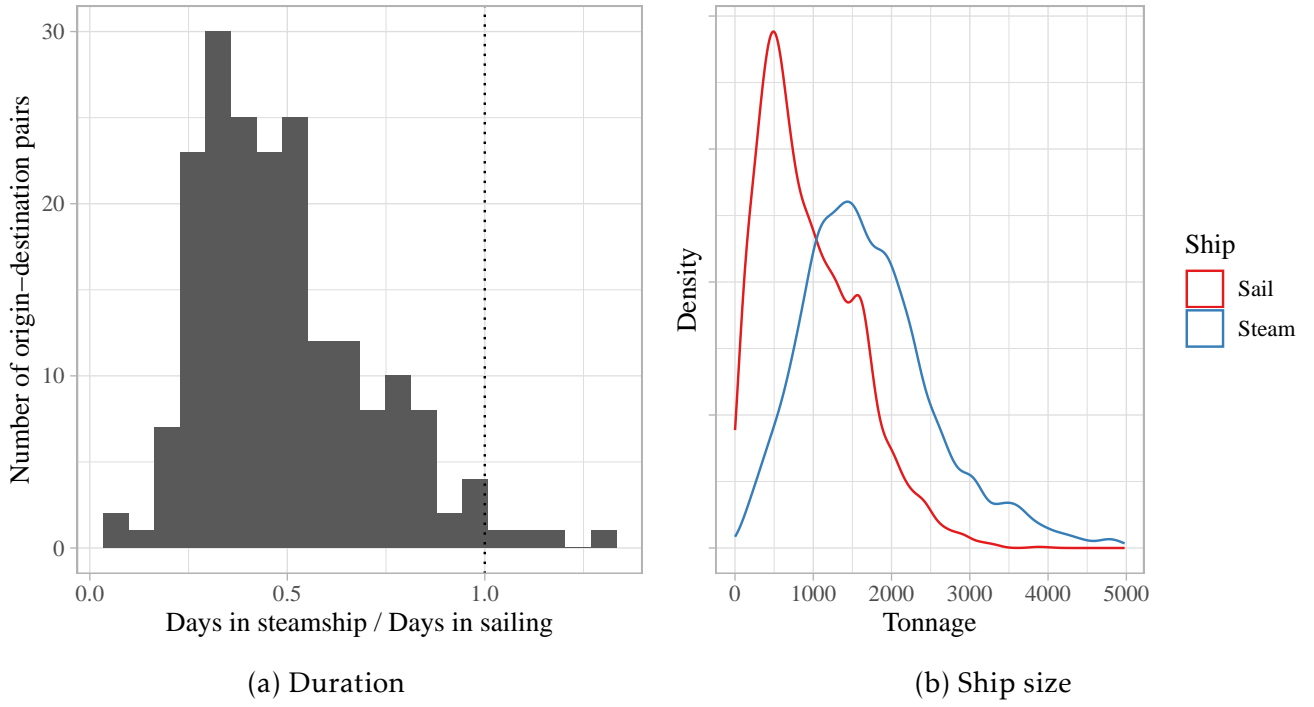 Number of origin−destination pairs
30
20
10
0
0.0 0.5 1.0
Days in steamship / Days in sailing
(a) Duration
Density
0 1000 2000 3000 4000 5000
Tonnage
(b) Ship size
Ship
Sail
Steam